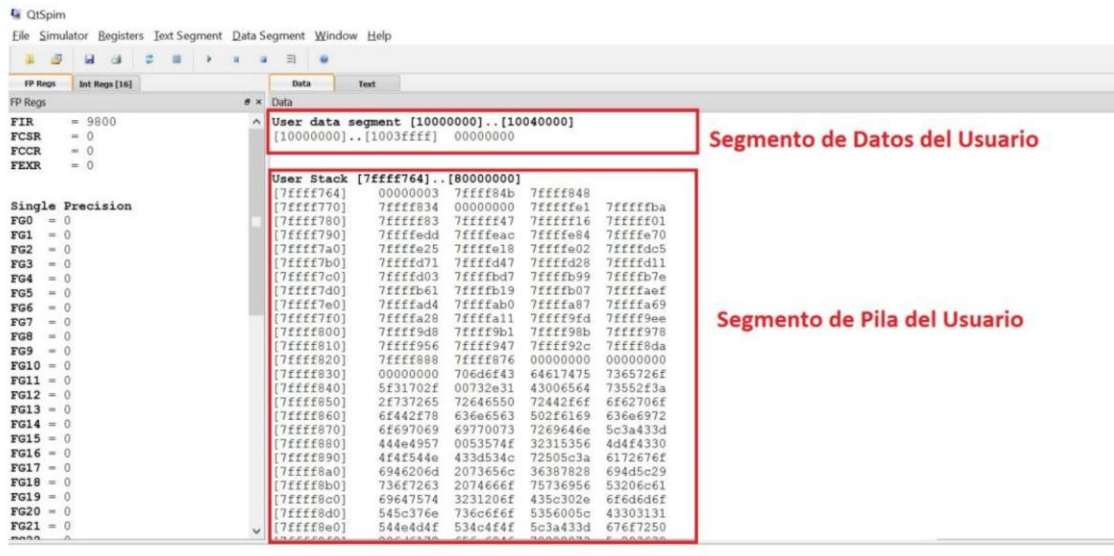 QtSpim
File Simulator Registers Text Segment Data Segment Window Help
FP Regs Int Regs [16] Data Text
FP Regs Data
FIR = 9800
FCSR = 0
FCCR = 0
FEXR = 0
Single Precision
FG0 = 0
FG1 = 0
FG2 = 0
FG3 = 0
FG4 = 0
FG5 = 0
FG6 = 0
FG7 = 0
FG8 = 0
FG9 = 0
FG10 = 0
FG11 = 0
FG12 = 0
FG13 = 0
FG14 = 0
FG15 = 0
FG16 = 0
FG17 = 0
FG18 = 0
FG19 = 0
FG20 = 0
FG21 = 0
User data segment [10000000]..[10040000]
[10000000]..[1003ffff] 00000000
Segmento de Datos del Usuario
User Stack [7ffff764]..[80000000]
[7ffff764] 00000003 7ffff84b 7ffff848
[7ffff770] 7ffff834 00000000 7fffffe1 7fffffba
[7ffff780] 7fffff83 7fffff47 7fffff16 7fffff01
[7ffff790] 7ffffedd 7ffffeac 7ffffe84 7ffffe70
[7ffff7a0] 7ffffe25 7ffffe18 7ffffe02 7ffffdc5
[7ffff7b0] 7ffffd71 7ffffd47 7ffffd28 7ffffd11
[7ffff7c0] 7ffffd03 7ffffbd7 7ffffb99 7ffffb7e
[7ffff7d0] 7ffffb61 7ffffb19 7ffffb07 7ffffaef
[7ffff7e0] 7ffffad4 7ffffab0 7ffffa87 7ffffa69
[7ffff7f0] 7ffffa28 7ffffa11 7ffff9fd 7ffff9ee
[7ffff800] 7ffff9d8 7ffff9b1 7ffff98b 7ffff978
[7ffff810] 7ffff956 7ffff947 7ffff92c 7ffff8da
[7ffff820] 7ffff888 7ffff876 00000000 00000000
[7ffff830] 00000000 706d6f43 64617475 7365726f
[7ffff840] 5f31702f 00732e31 43006564 73552f3a
[7ffff850] 2f737265 72646550 72442f6f 6f62706f
[7ffff860] 6f442f78 636e6563 502f6169 636e6972
[7ffff870] 6f697069 69770073 7269646e 5c3a433d
[7ffff880] 444e4957 0053574f 32315356 4d4f4330
[7ffff890] 4f4f544e 433d534c 72505c3a 6172676f
[7ffff8a0] 6946206d 2073656c 36387828 694d5c29
[7ffff8b0] 736f7263 2074666f 75736956 53206c61
[7ffff8c0] 69647574 3231206f 435c302e 6f6d6d6f
[7ffff8d0] 545c376e 736c6f6f 5356005c 43303131
[7ffff8e0] 544e4d4f 534c4f4f 5c3a433d 676f7250
Segmento de Pila del Usuario